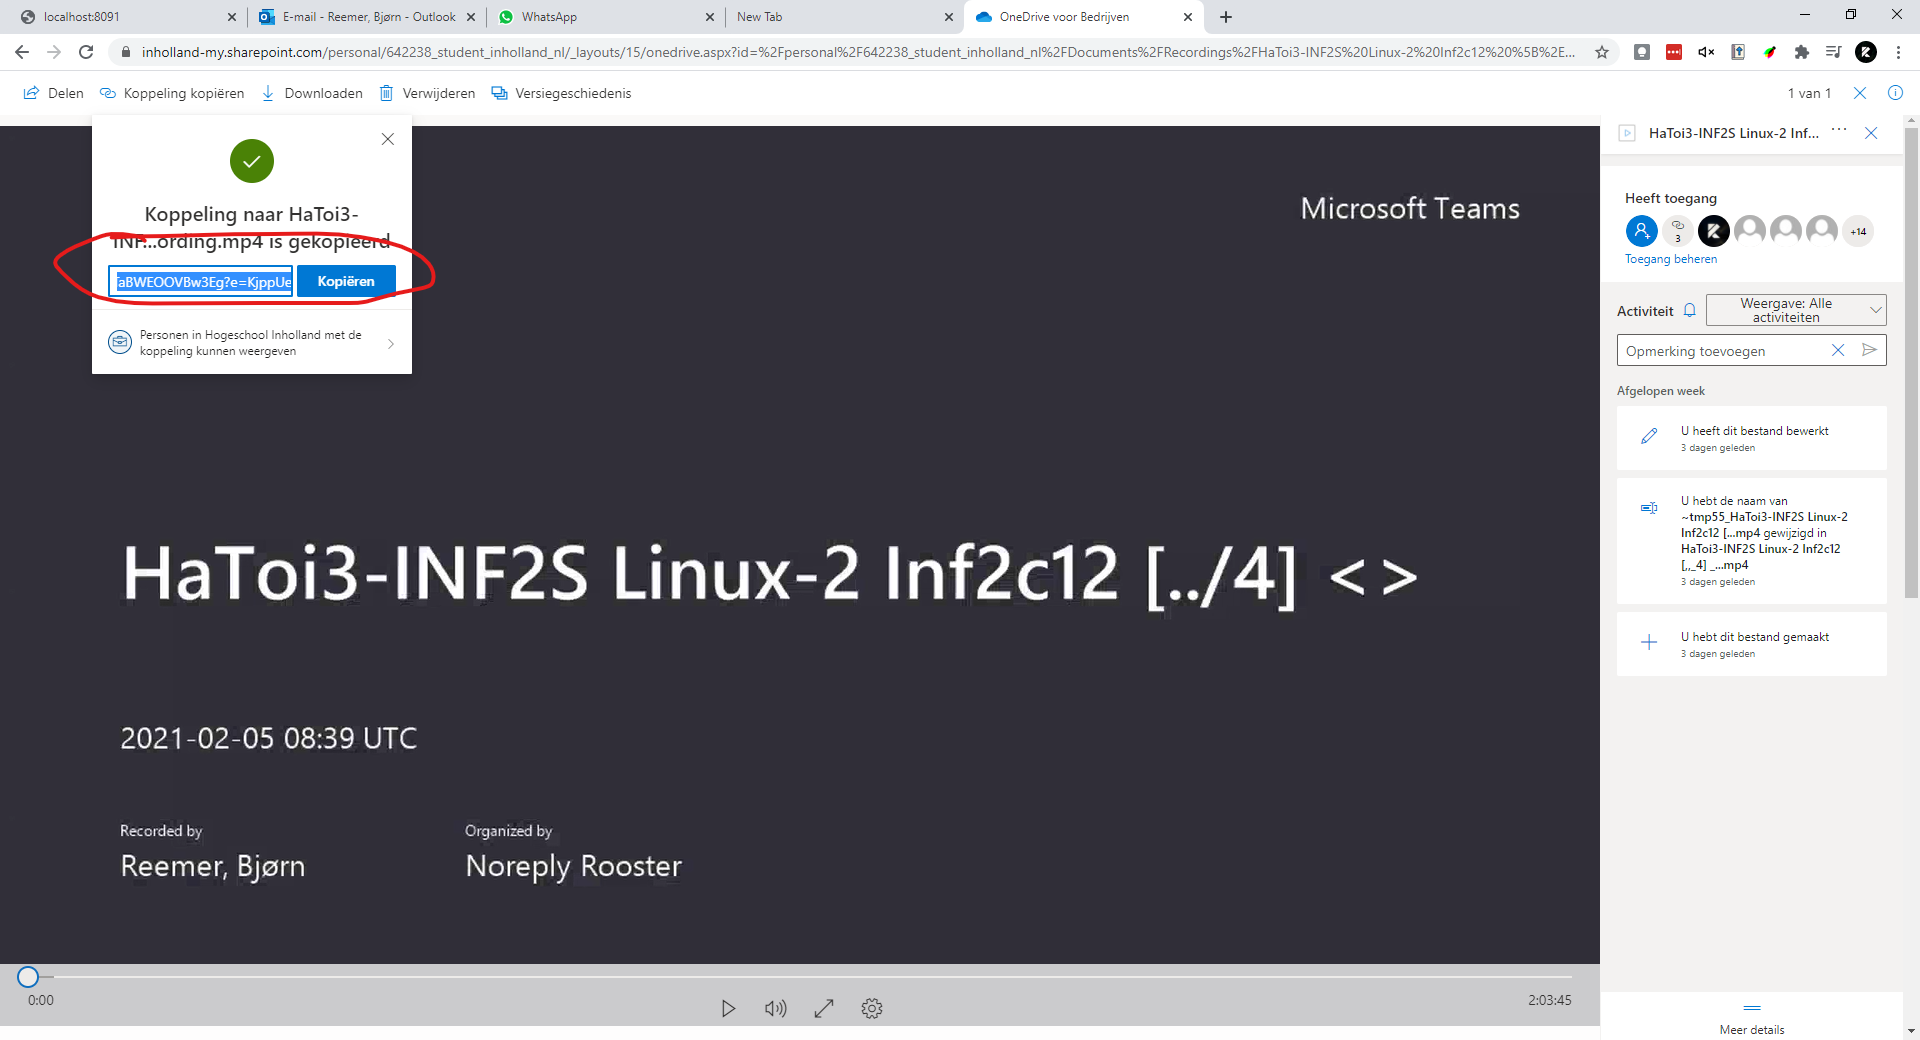 localhost:8091
E-mail - Reemer, Bjørn - Outlook
WhatsApp
New Tab
OneDrive voor Bedrijven
inholland-my.sharepoint.com/personal/642238_student_inholland_nl/_layouts/15/onedrive.aspx?id=%2Fpersonal%2F642238_student_inholland_nl%2FDocuments%2FRecordings%2FHaToi3-INF2S%20Linux-2%20Inf2c12%20%5B%2E...
Delen
Koppeling kopiëren
Downloaden
Verwijderen
Versiegeschiedenis
1 van 1
Koppeling naar HaToi3-
INF...ording.mp4 is gekopieerd
aBWEOOVBw3Eg?e=KjppUe
Kopiëren
Personen in Hogeschool Inholland met de
koppeling kunnen weergeven
Microsoft Teams
HaToi3-INF2S Linux-2 Inf2c12 [../4] <>
2021-02-05 08:39 UTC
Recorded by
Reemer, Bjørn
Organized by
Noreply Rooster
0:00
2:03:45
HaToi3-INF2S Linux-2 Inf...
Heeft toegang
3
+14
Toegang beheren
Activiteit
Weergave: Alle
activiteiten
Opmerking toevoegen
Afgelopen week
U heeft dit bestand bewerkt
3 dagen geleden
U hebt de naam van
~tmp55_HaToi3-INF2S Linux-2
Inf2c12 [...mp4 gewijzigd in
HaToi3-INF2S Linux-2 Inf2c12
[,,_4] _...mp4
3 dagen geleden
U hebt dit bestand gemaakt
3 dagen geleden
Meer details